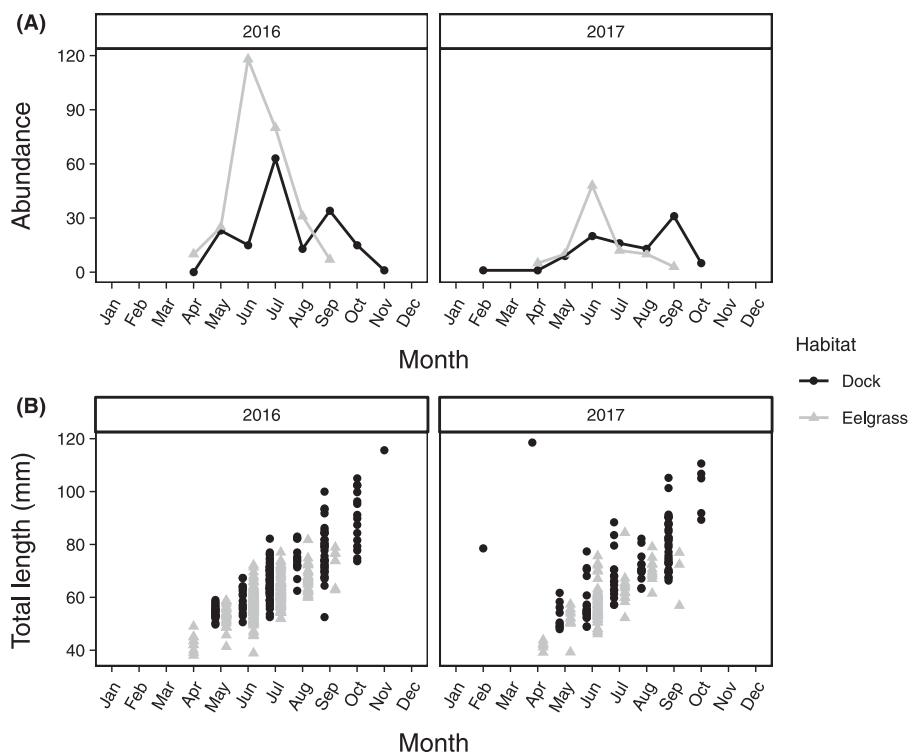 (A)
2016
2017
Abundance
120
90
60
30
0
Jan Feb Mar Apr May Jun Jul Aug Sep Oct Nov Dec
Jan Feb Mar Apr May Jun Jul Aug Sep Oct Nov Dec
Month
Habitat
Dock
Eelgrass
(B)
2016
2017
Total length (mm)
120
100
80
60
40
Jan Feb Mar Apr May Jun Jul Aug Sep Oct Nov Dec
Jan Feb Mar Apr May Jun Jul Aug Sep Oct Nov Dec
Month